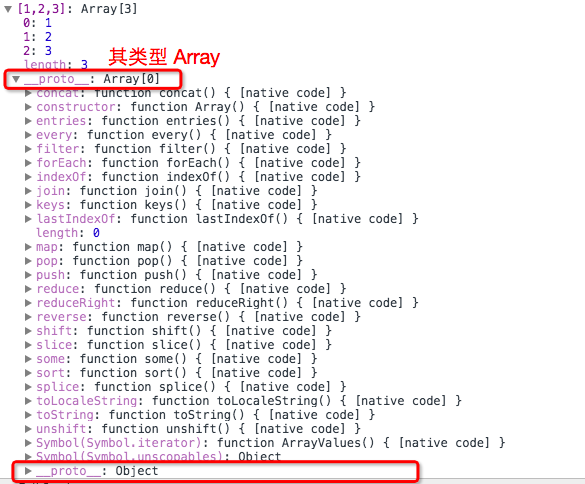 [1,2,3]: Array[3]
0: 1
1: 2
2: 3
length: 3
其类型 Array
__proto__: Array[0]
concat: function concat() { [native code] }
constructor: function Array() { [native code] }
entries: function entries() { [native code] }
every: function every() { [native code] }
filter: function filter() { [native code] }
forEach: function forEach() { [native code] }
indexOf: function indexOf() { [native code] }
join: function join() { [native code] }
keys: function keys() { [native code] }
lastIndexOf: function lastIndexOf() { [native code] }
length: 0
map: function map() { [native code] }
pop: function pop() { [native code] }
push: function push() { [native code] }
reduce: function reduce() { [native code] }
reduceRight: function reduceRight() { [native code] }
reverse: function reverse() { [native code] }
shift: function shift() { [native code] }
slice: function slice() { [native code] }
some: function some() { [native code] }
sort: function sort() { [native code] }
splice: function splice() { [native code] }
toLocaleString: function toLocaleString() { [native code] }
toString: function toString() { [native code] }
unshift: function unshift() { [native code] }
Symbol(Symbol.iterator): function ArrayValues() { [native code] }
Symbol(Symbol.unscopables): Object
__proto__: Object